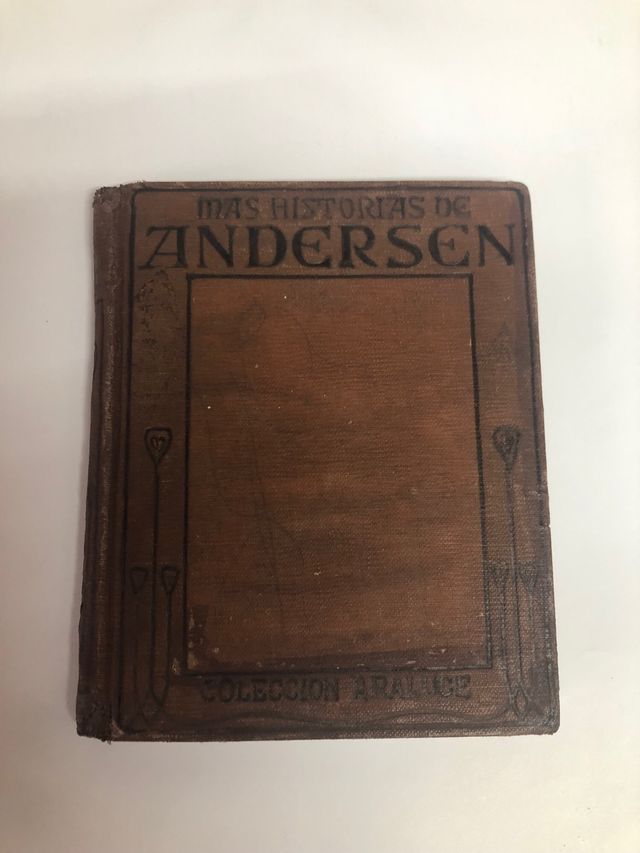 MAS HISTORIAS DE
ANDERSEN
COLECCION ARALUCE